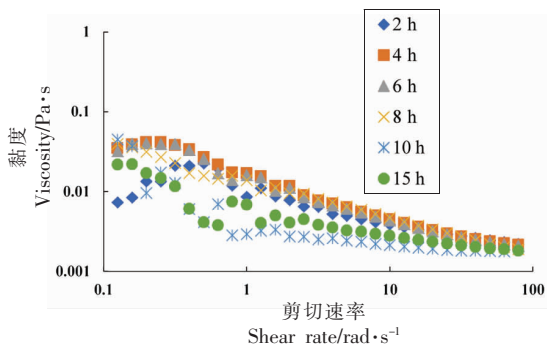 2 h
4 h
6 h
8 h
10 h
15 h
1
0.1
0.01
0.001
0.1
1
10
100
黏度
Viscosity/Pa·s
剪切速率
Shear rate/rad·s⁻¹